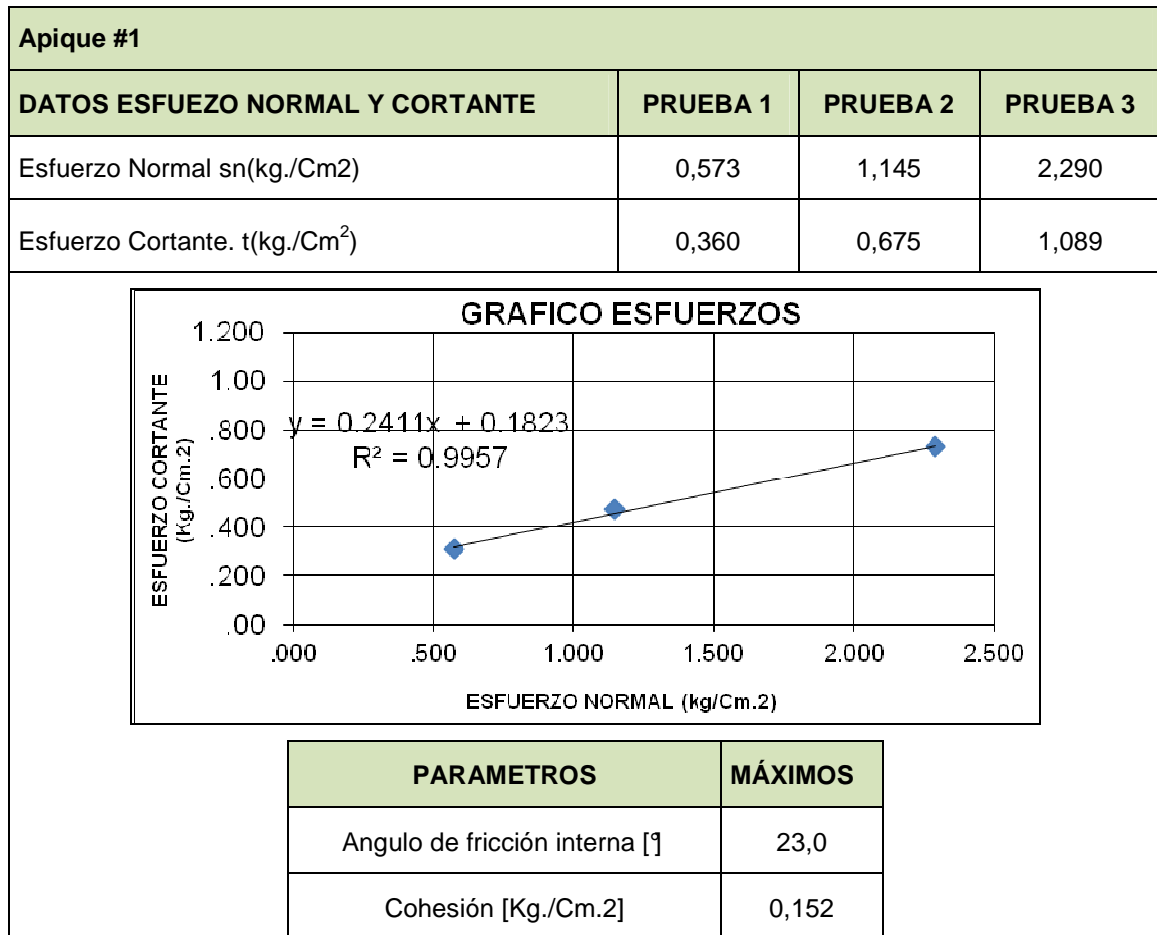 Apique #1
DATOS ESFUEZO NORMAL Y CORTANTE PRUEBA 1 PRUEBA 2 PRUEBA 3
Esfuerzo Normal sn(kg./Cm2) 0,573 1,145 2,290
Esfuerzo Cortante. t(kg./Cm²) 0,360 0,675 1,089
GRAFICO ESFUERZOS
ESFUERZO CORTANTE
(Kg./Cm.2)
1.200
1.00
.800
.600
.400
.200
.00
y = 0.2411x + 0.1823
R² = 0.9957
.000 .500 1.000 1.500 2.000 2.500
ESFUERZO NORMAL (kg/Cm.2)
PARAMETROS MÁXIMOS
Angulo de fricción interna [°] 23,0
Cohesión [Kg./Cm.2] 0,152